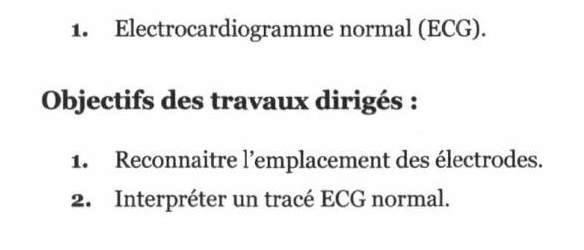 1. Electrocardiogramme normal (ECG).
Objectifs des travaux dirigés :
1. Reconnaitre l’emplacement des électrodes.
2. Interpréter un tracé ECG normal.